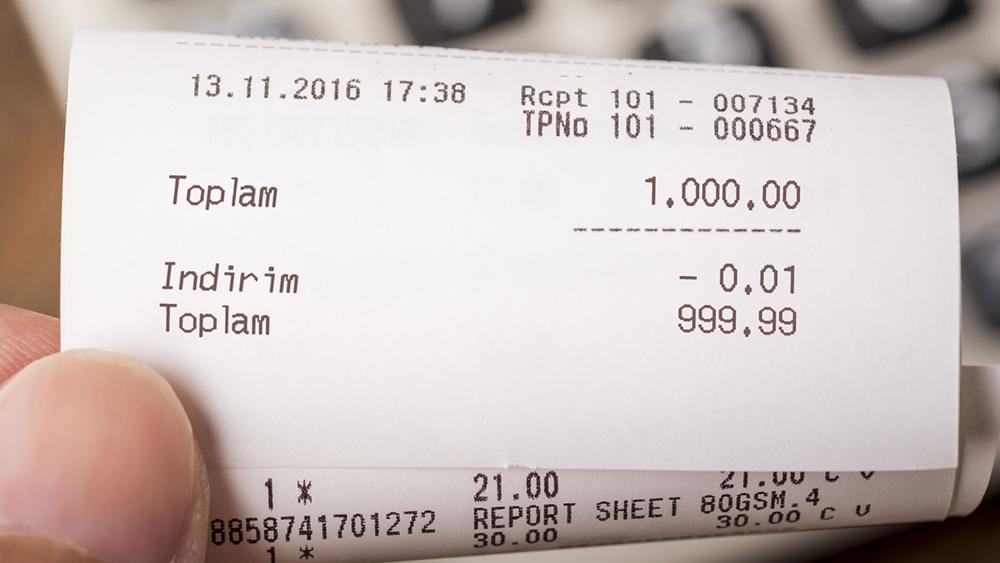 13.11.2016 17:38 Rcpt 101 - 007134
TPNo 101 - 000667
Toplam 1,000.00
------------
Indirim - 0.01
Toplam 999.99
1 * 21.00 21.00 C V
8858741701272 REPORT SHEET 80GSM.4
1 * 30.00 30.00 C V